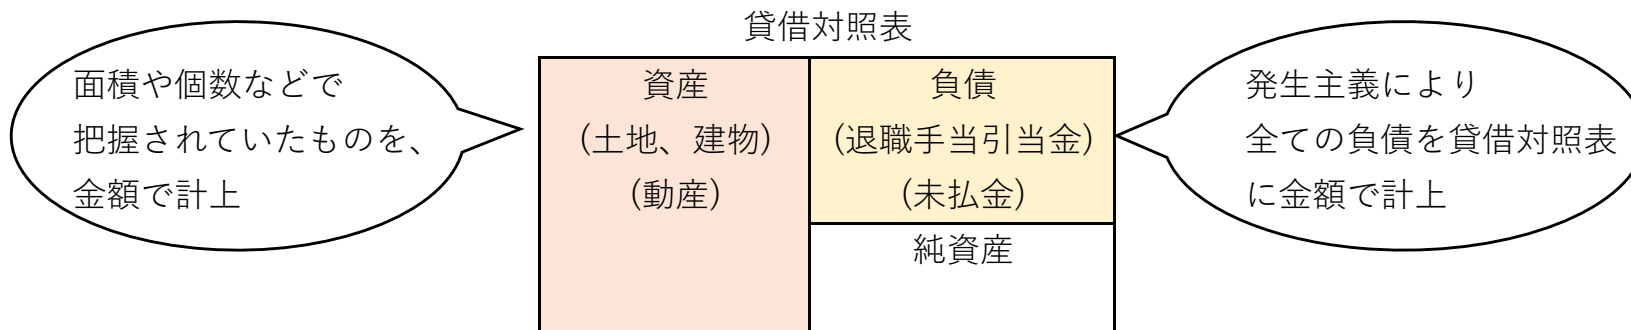 貸借対照表
面積や個数などで
把握されていたものを、
金額で計上
資産
(土地、建物)
(動産)
負債
(退職手当引当金)
(未払金)
純資産
発生主義により
全ての負債を貸借対照表
に金額で計上